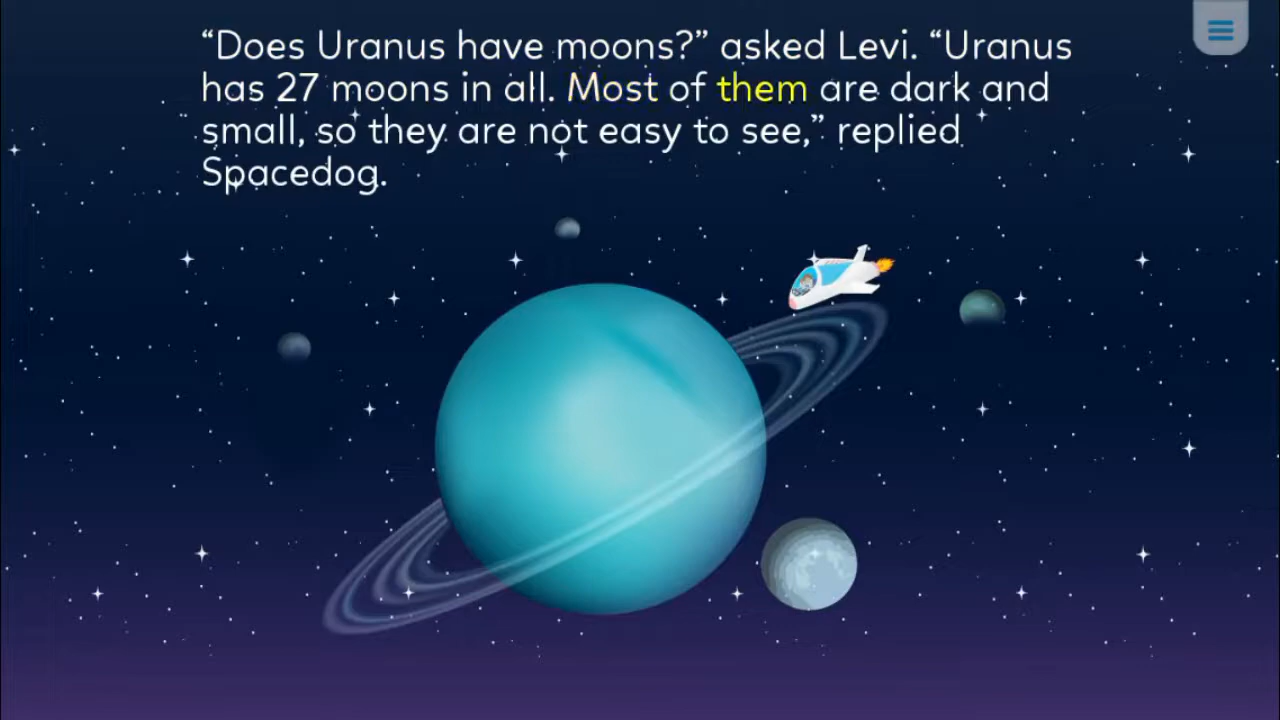 “Does Uranus have moons?” asked Levi. “Uranus
has 27 moons in all. Most of them are dark and
small, so they are not easy to see,” replied
Spacedog.